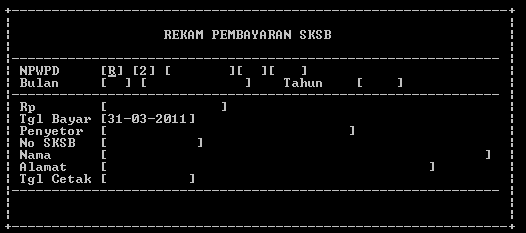 REKAM PEMBAYARAN SKSB
NPWPD [R] [2] [ ][ ][ ]
Bulan [ ] [ ] Tahun [ ]
Rp [ ]
Tgl Bayar [31-03-2011]
Penyetor [ ]
No SKSB [ ]
Nama [ ]
Alamat [ ]
Tgl Cetak [ ]